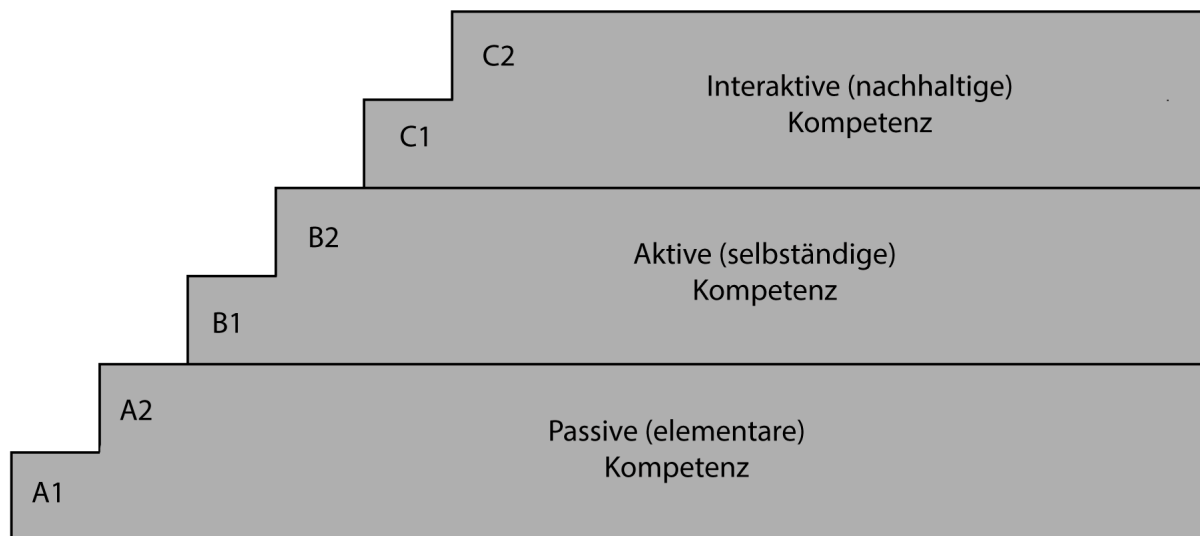 C2
Interaktive (nachhaltige)
Kompetenz
C1
B2
Aktive (selbständige)
Kompetenz
B1
A2
Passive (elementare)
Kompetenz
A1